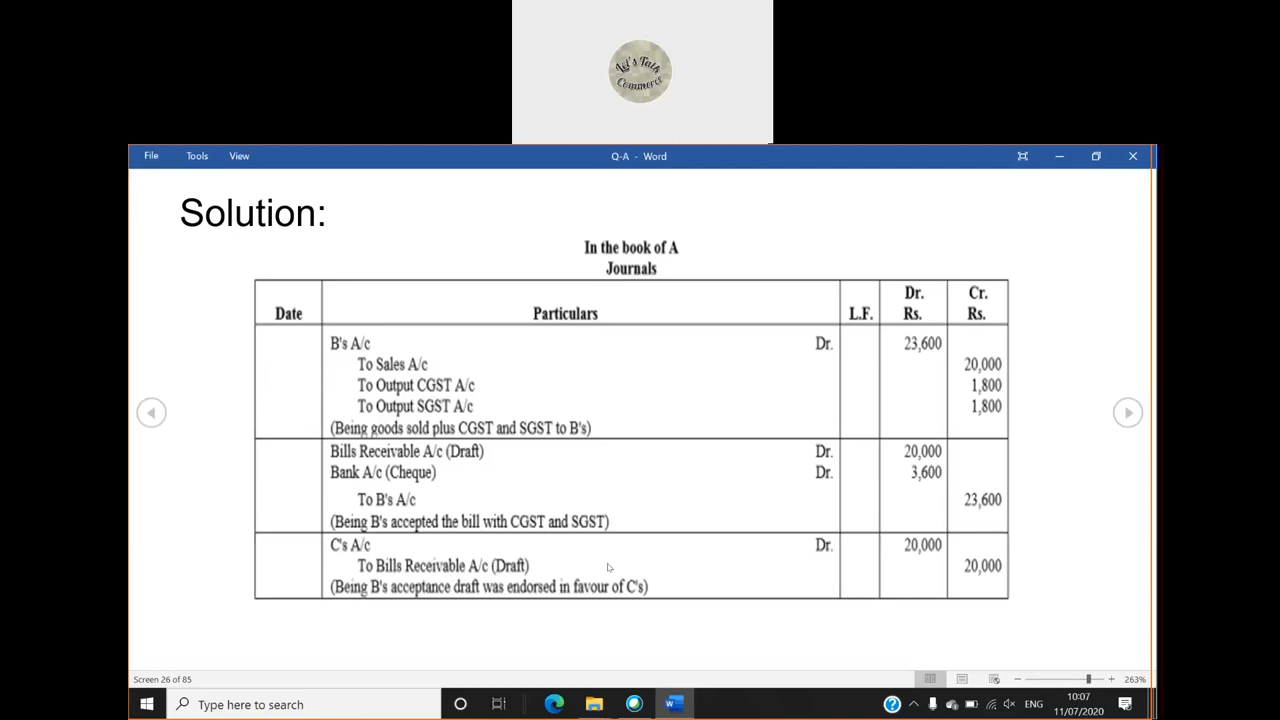 Let's Talk
Commerce
File Tools View Q-A - Word
Solution:
In the book of A
Journals
Date Particulars L.F. Dr. Rs. Cr. Rs.
B's A/c Dr. 23,600
To Sales A/c 20,000
To Output CGST A/c 1,800
To Output SGST A/c 1,800
(Being goods sold plus CGST and SGST to B's)
Bills Receivable A/c (Draft) Dr. 20,000
Bank A/c (Cheque) Dr. 3,600
To B's A/c 23,600
(Being B's accepted the bill with CGST and SGST)
C's A/c Dr. 20,000
To Bills Receivable A/c (Draft) 20,000
(Being B's acceptance draft was endorsed in favour of C's)
Screen 26 of 85 263%
Type here to search ENG 10:07
11/07/2020